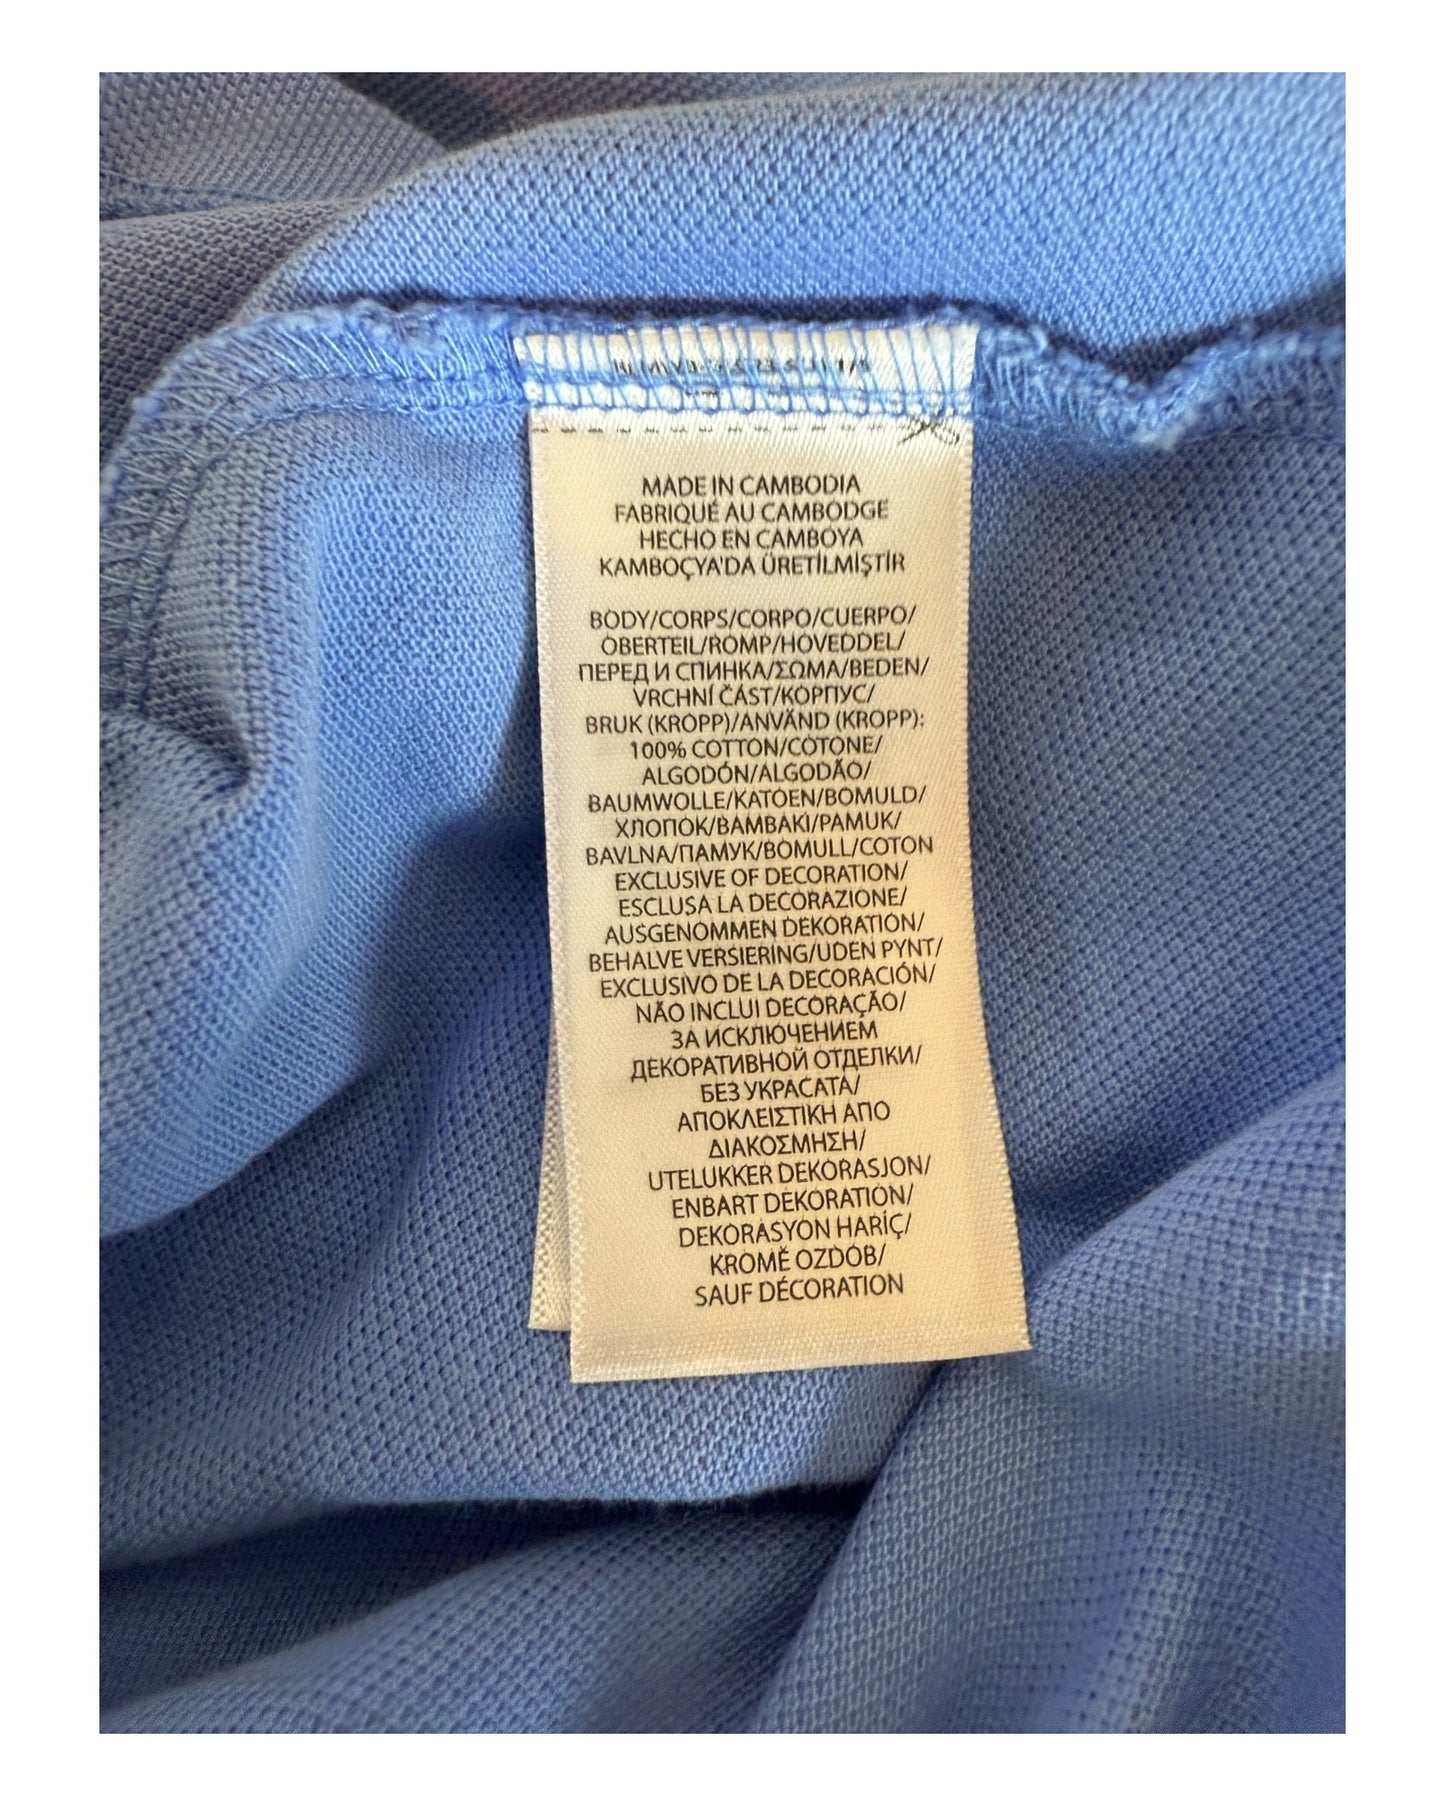 MADE IN CAMBODIA
FABRIQUÉ AU CAMBODGE
HECHO EN CAMBOYA
KAMBOÇYA'DA ÜRETİLMİŞTİR
BODY/CORPS/CORPO/CUERPO/
OBERTEIL/ROMP/HOVEDDEL/
ПЕРЕД И СПИНКА/ΣΩΜΑ/BEDEN/
VRCHNÍ ČÁST/КОРПУС/
BRUK (KROPP)/ANVÄND (KROPP):
100% COTTON/COTONE/
ALGODÓN/ALGODÃO/
BAUMWOLLE/KATOEN/BOMULD/
ХЛОПОК/ΒΑΜΒΑΚΙ/PAMUK/
BAVLNA/ПАМУК/BOMULL/COTON
EXCLUSIVE OF DECORATION/
ESCLUSA LA DECORAZIONE/
AUSGENOMMEN DEKORATION/
BEHALVE VERSIERING/UDEN PYNT/
EXCLUSIVO DE LA DECORACIÓN/
NÃO INCLUI DECORAÇÃO/
ЗА ИСКЛЮЧЕНИЕМ
ДЕКОРАТИВНОЙ ОТДЕЛКИ/
БЕЗ УКРАСАТА/
ΑΠΟΚΛΕΙΣΤΙΚΗ ΑΠΟ
ΔΙΑΚΟΣΜΗΣΗ/
UTELUKKER DEKORASJON/
ENBART DEKORATION/
DEKORASYON HARİÇ/
KROMĚ OZDOB/
SAUF DÉCORATION